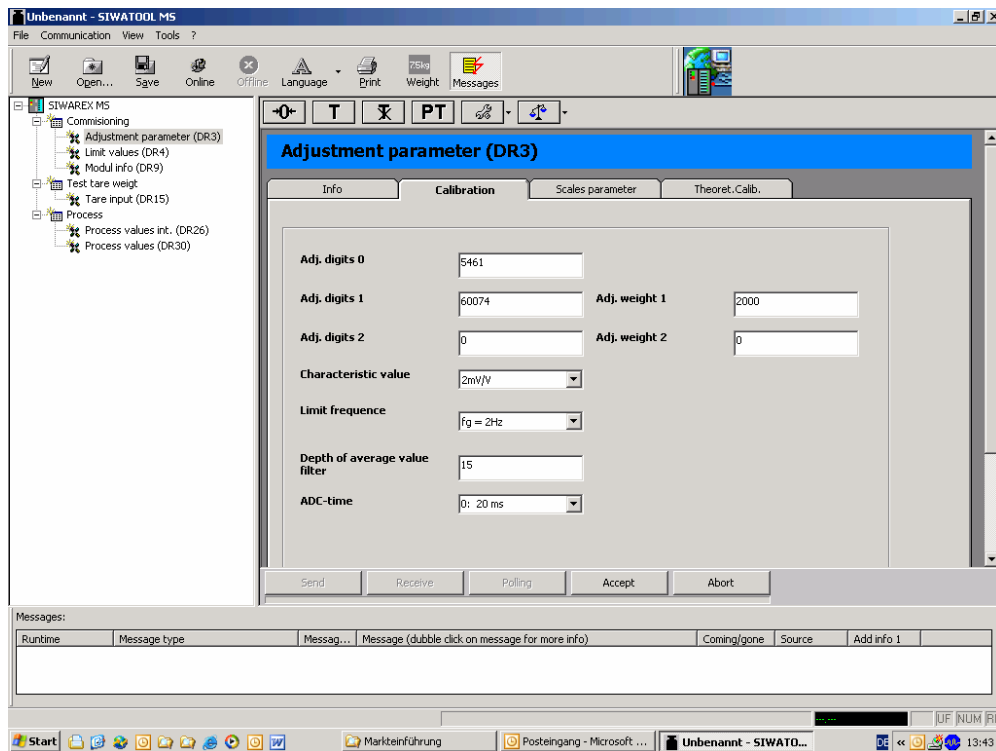 Unbenannt - SIWATOOL MS
File Communication View Tools ?
New Open... Save Online Offline Language Print Weight Messages
75kg
SIWAREX MS
Commisioning
Adjustment parameter (DR3)
Limit values (DR4)
Modul info (DR9)
Test tare weigt
Tare input (DR15)
Process
Process values int. (DR26)
Process values (DR30)
→0← T T PT
Adjustment parameter (DR3)
Info Calibration Scales parameter Theoret.Calib.
Adj. digits 0 5461
Adj. digits 1 60074 Adj. weight 1 2000
Adj. digits 2 0 Adj. weight 2 0
Characteristic value 2mV/V
Limit frequence fg = 2Hz
Depth of average value
filter 15
ADC-time 0: 20 ms
Send Receive Polling Accept Abort
Messages:
Runtime Message type Messag... Message (dubble click on message for more info) Coming/gone Source Add info 1
---,--- UF NUM
Start Markteinführung Posteingang - Microsoft ... Unbenannt - SIWATO... DE « 13:43